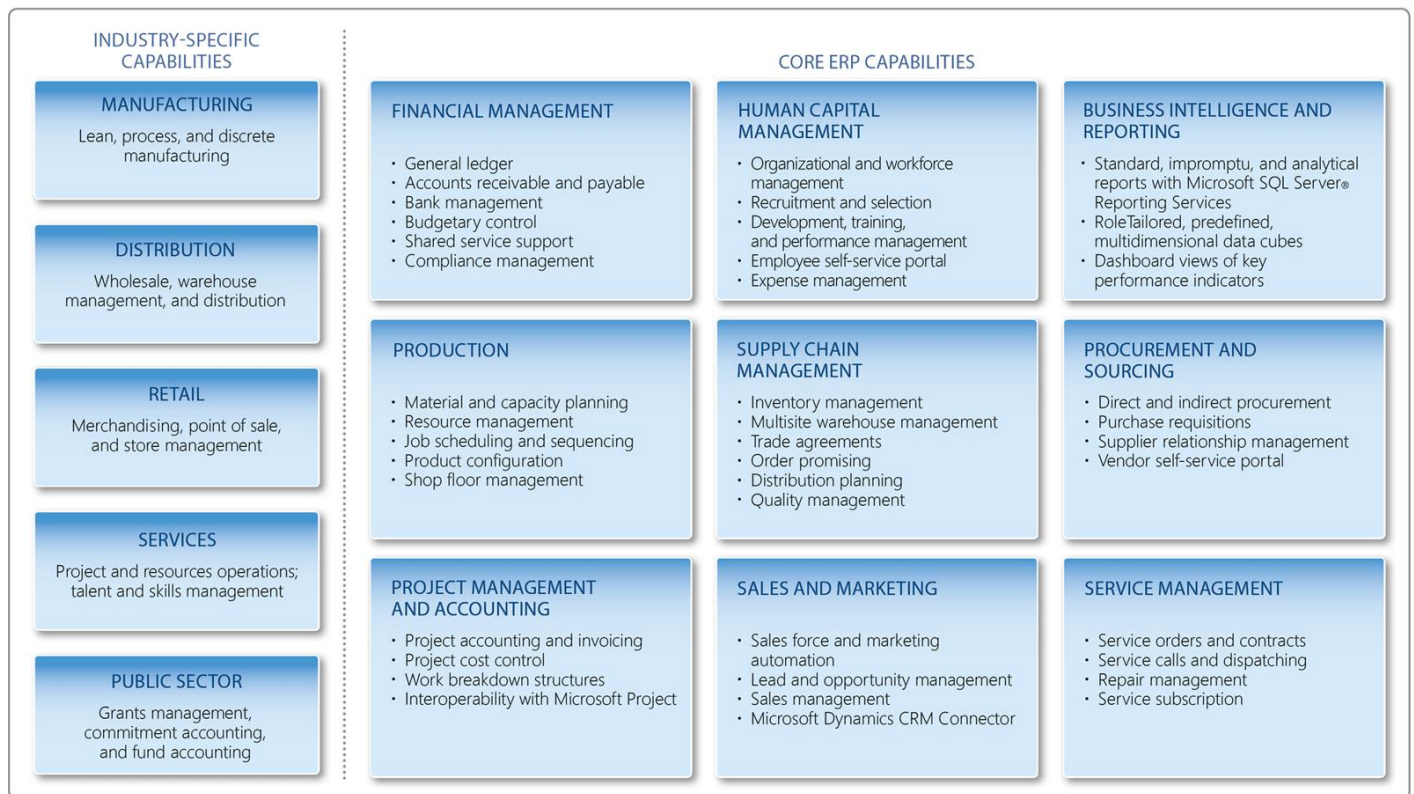 INDUSTRY-SPECIFIC
CAPABILITIES
MANUFACTURING
Lean, process, and discrete
manufacturing
DISTRIBUTION
Wholesale, warehouse
management, and distribution
RETAIL
Merchandising, point of sale,
and store management
SERVICES
Project and resources operations;
talent and skills management
PUBLIC SECTOR
Grants management,
commitment accounting,
and fund accounting
CORE ERP CAPABILITIES
FINANCIAL MANAGEMENT
• General ledger
• Accounts receivable and payable
• Bank management
• Budgetary control
• Shared service support
• Compliance management
HUMAN CAPITAL
MANAGEMENT
• Organizational and workforce
management
• Recruitment and selection
• Development, training,
and performance management
• Employee self-service portal
• Expense management
BUSINESS INTELLIGENCE AND
REPORTING
• Standard, impromptu, and analytical
reports with Microsoft SQL Server®
Reporting Services
• RoleTailored, predefined,
multidimensional data cubes
• Dashboard views of key
performance indicators
PRODUCTION
• Material and capacity planning
• Resource management
• Job scheduling and sequencing
• Product configuration
• Shop floor management
SUPPLY CHAIN
MANAGEMENT
• Inventory management
• Multisite warehouse management
• Trade agreements
• Order promising
• Distribution planning
• Quality management
PROCUREMENT AND
SOURCING
• Direct and indirect procurement
• Purchase requisitions
• Supplier relationship management
• Vendor self-service portal
PROJECT MANAGEMENT
AND ACCOUNTING
• Project accounting and invoicing
• Project cost control
• Work breakdown structures
• Interoperability with Microsoft Project
SALES AND MARKETING
• Sales force and marketing
automation
• Lead and opportunity management
• Sales management
• Microsoft Dynamics CRM Connector
SERVICE MANAGEMENT
• Service orders and contracts
• Service calls and dispatching
• Repair management
• Service subscription